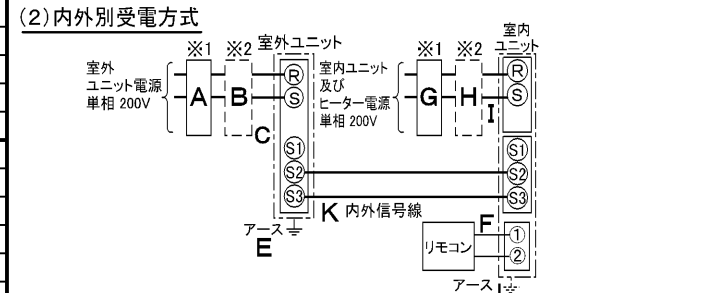 (2)内外別受電方式
※1 ※2 室外ユニット
室外
ユニット電源
単相 200V
A
B
C
R
S
S1
S2
S3
アース
E
※1 ※2
室内
ユニット
室内ユニット
及び
ヒーター電源
単相 200V
G
H
I
R
S
S1
S2
S3
K 内外信号線
F
リモコン
①
②
アース